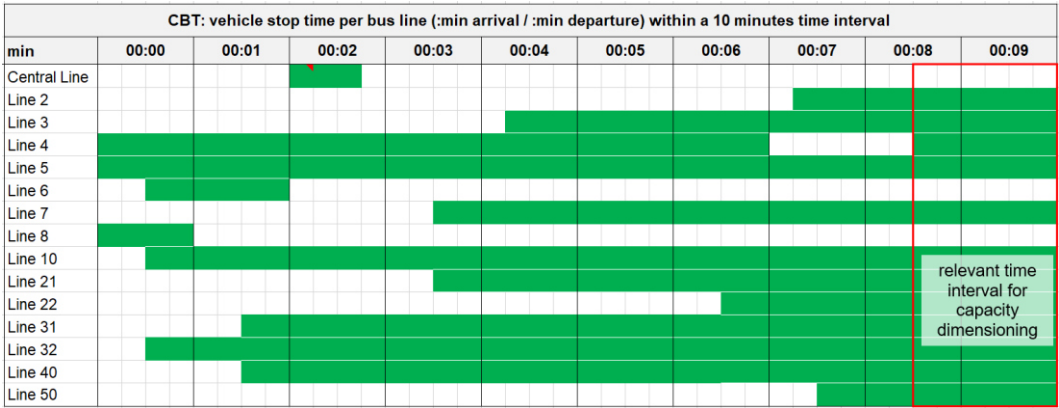 CBT: vehicle stop time per bus line (:min arrival / :min departure) within a 10 minutes time interval
min 00:00 00:01 00:02 00:03 00:04 00:05 00:06 00:07 00:08 00:09
Central Line
Line 2
Line 3
Line 4
Line 5
Line 6
Line 7
Line 8
Line 10
Line 21
Line 22
Line 31
Line 32
Line 40
Line 50
relevant time
interval for
capacity
dimensioning